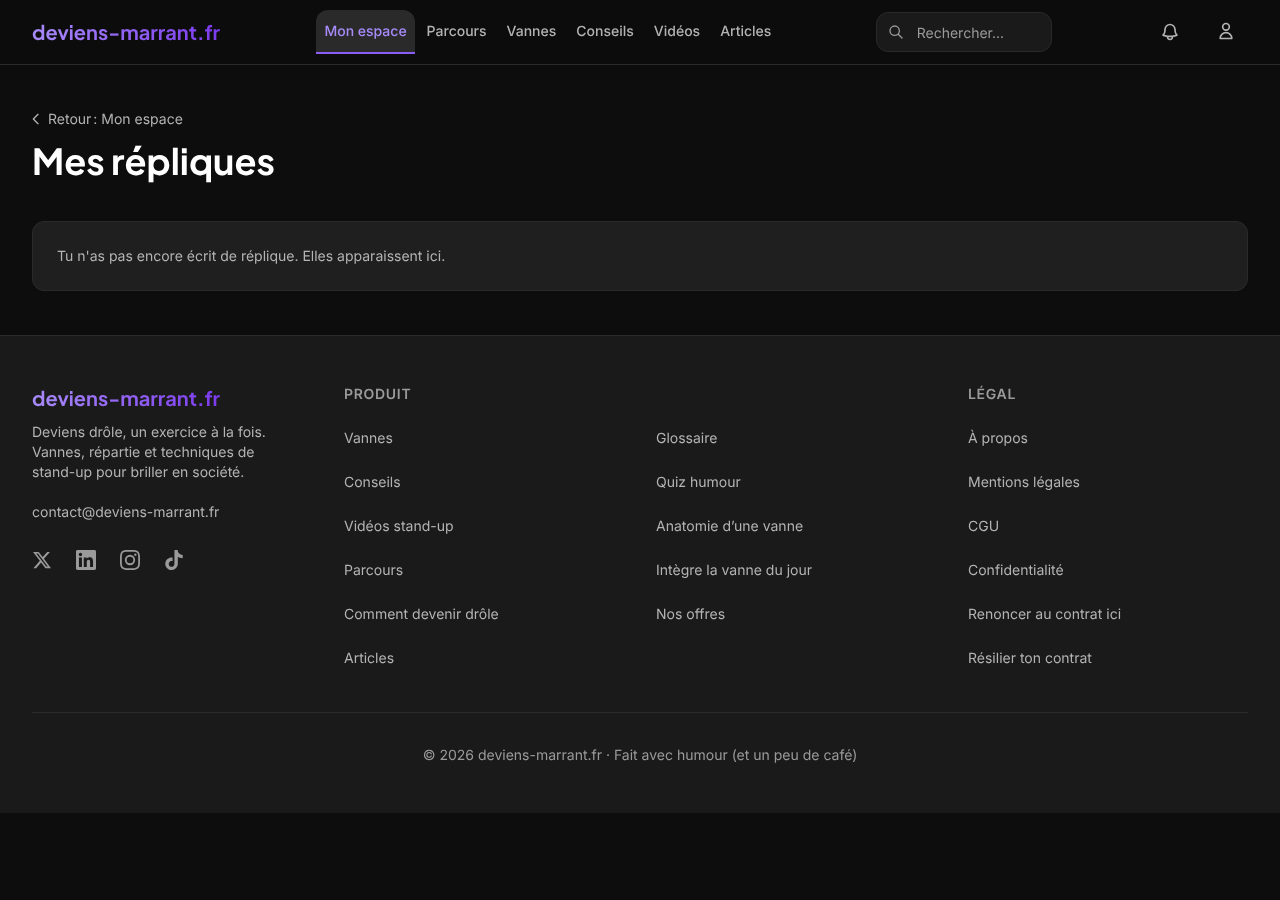 deviens-marrant.fr
Mon espace
Parcours
Vannes
Conseils
Vidéos
Articles
Rechercher...
Retour : Mon espace
Mes répliques
Tu n'as pas encore écrit de réplique. Elles apparaissent ici.
deviens-marrant.fr
Deviens drôle, un exercice à la fois.
Vannes, répartie et techniques de
stand-up pour briller en société.
contact@deviens-marrant.fr
PRODUIT
Vannes
Conseils
Vidéos stand-up
Parcours
Comment devenir drôle
Articles
Glossaire
Quiz humour
Anatomie d’une vanne
Intègre la vanne du jour
Nos offres
LÉGAL
À propos
Mentions légales
CGU
Confidentialité
Renoncer au contrat ici
Résilier ton contrat
© 2026 deviens-marrant.fr · Fait avec humour (et un peu de café)